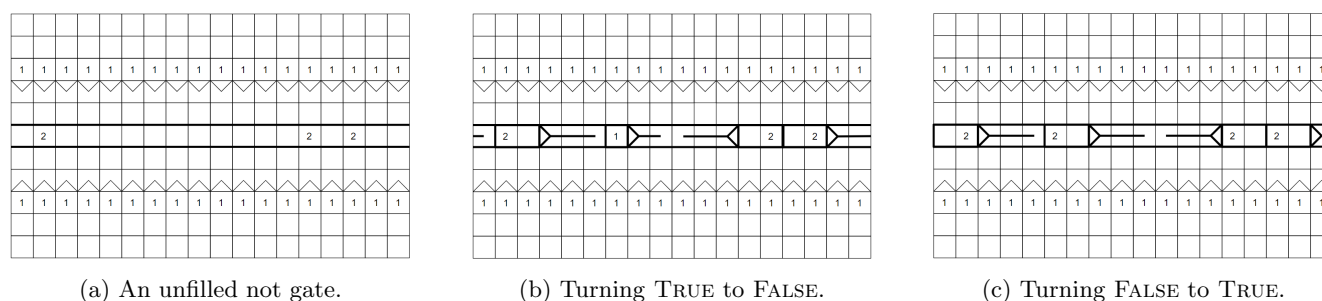 1 1 1 1 1 1 1 1 1 1 1 1 1 1 1 1 1 1
2 2 2
1 1 1 1 1 1 1 1 1 1 1 1 1 1 1 1 1 1
(a) An unfilled not gate.
1 1 1 1 1 1 1 1 1 1 1 1 1 1 1 1 1 1
2 1 2 2
1 1 1 1 1 1 1 1 1 1 1 1 1 1 1 1 1 1
(b) Turning TRUE to FALSE.
1 1 1 1 1 1 1 1 1 1 1 1 1 1 1 1 1 1
2 2 2 2
1 1 1 1 1 1 1 1 1 1 1 1 1 1 1 1 1 1
(c) Turning FALSE to TRUE.